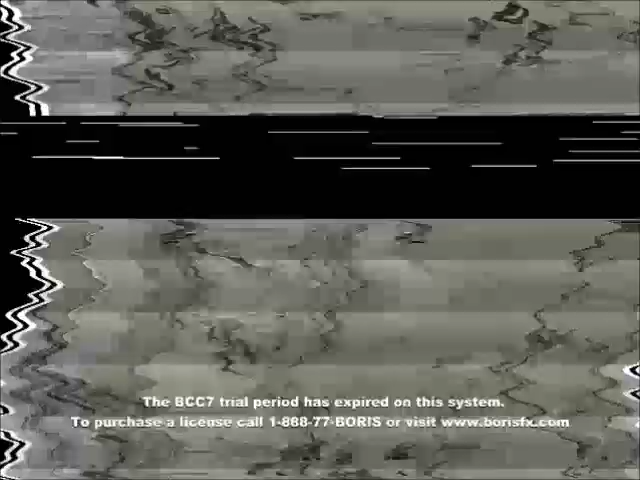 The BCC7 trial period has expired on this system.
To purchase a license call 1-888-77-BORIS or visit www.borisfx.com